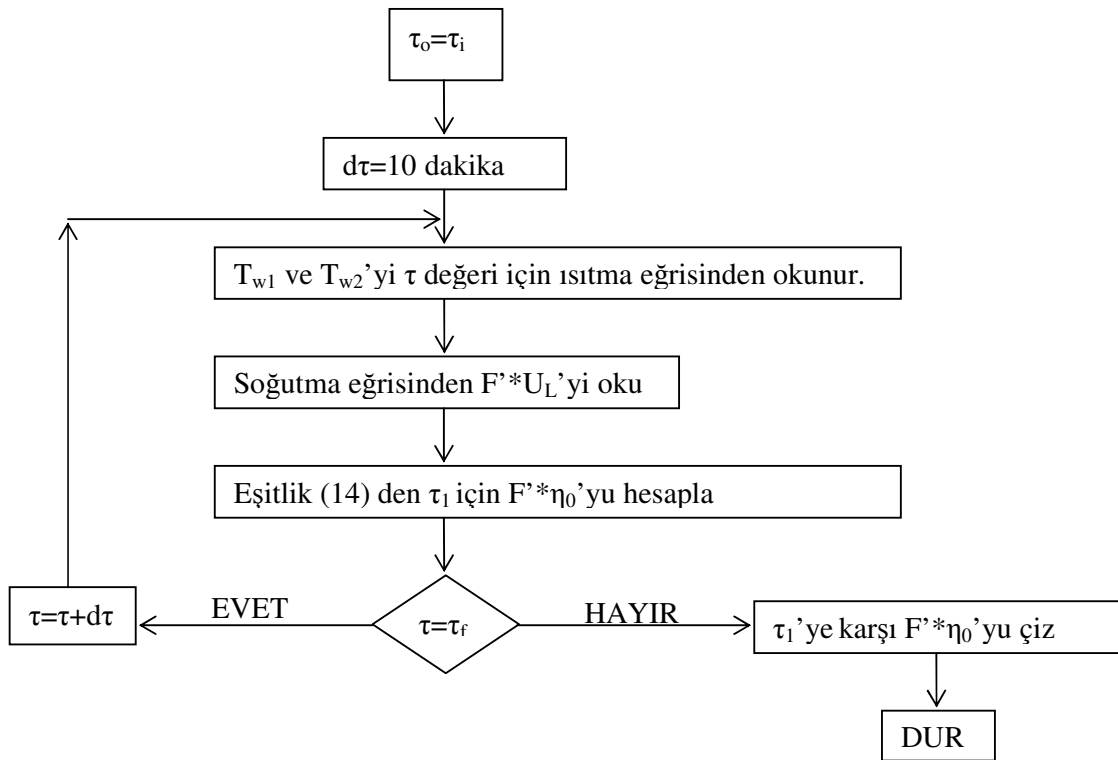 τo=τi
dτ=10 dakika
Tw1 ve Tw2’yi τ değeri için ısıtma eğrisinden okunur.
Soğutma eğrisinden F’*UL’yi oku
Eşitlik (14) den τ1 için F’*η0’yu hesapla
τ=τ+dτ
EVET
τ=τf
HAYIR
τ1’ye karşı F’*η0’yu çiz
DUR